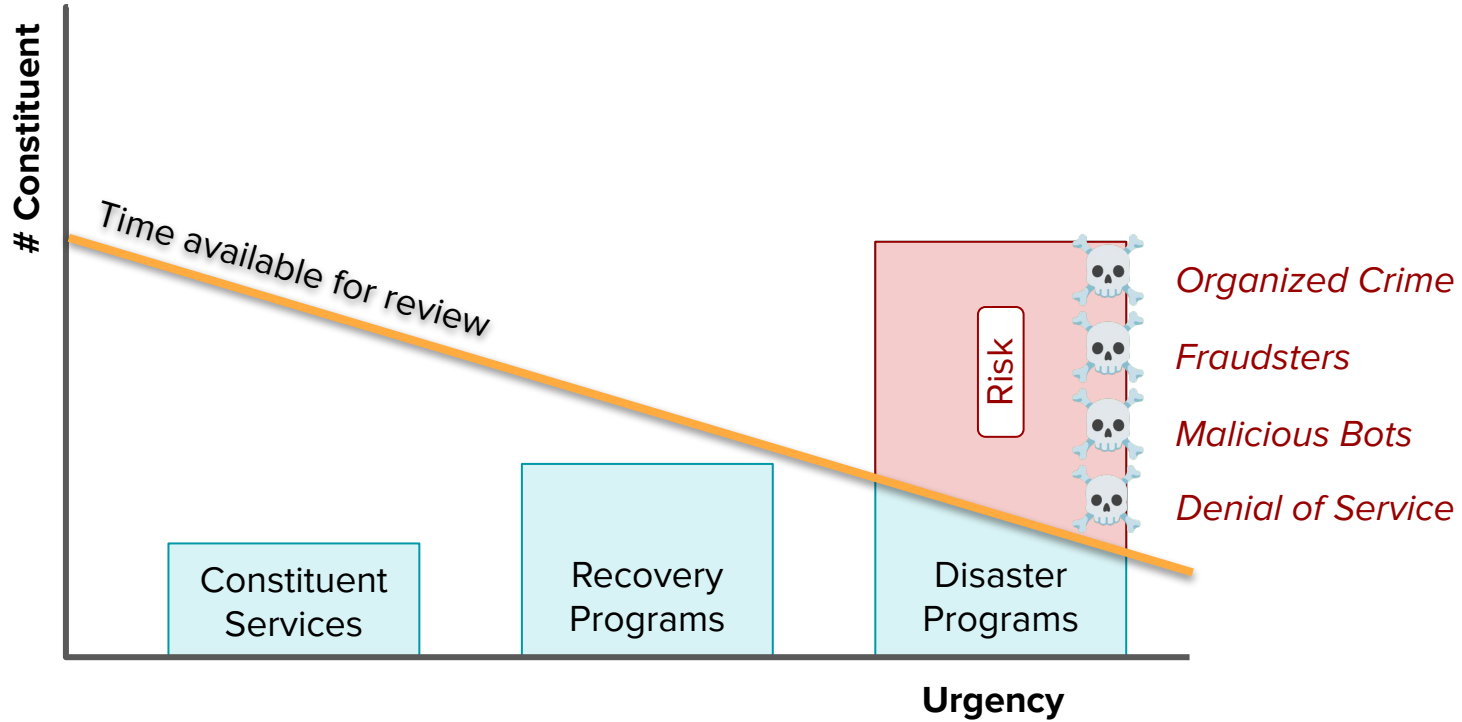 # Constituent
Time available for review
Risk
Organized Crime
Fraudsters
Malicious Bots
Denial of Service
Constituent
Services
Recovery
Programs
Disaster
Programs
Urgency